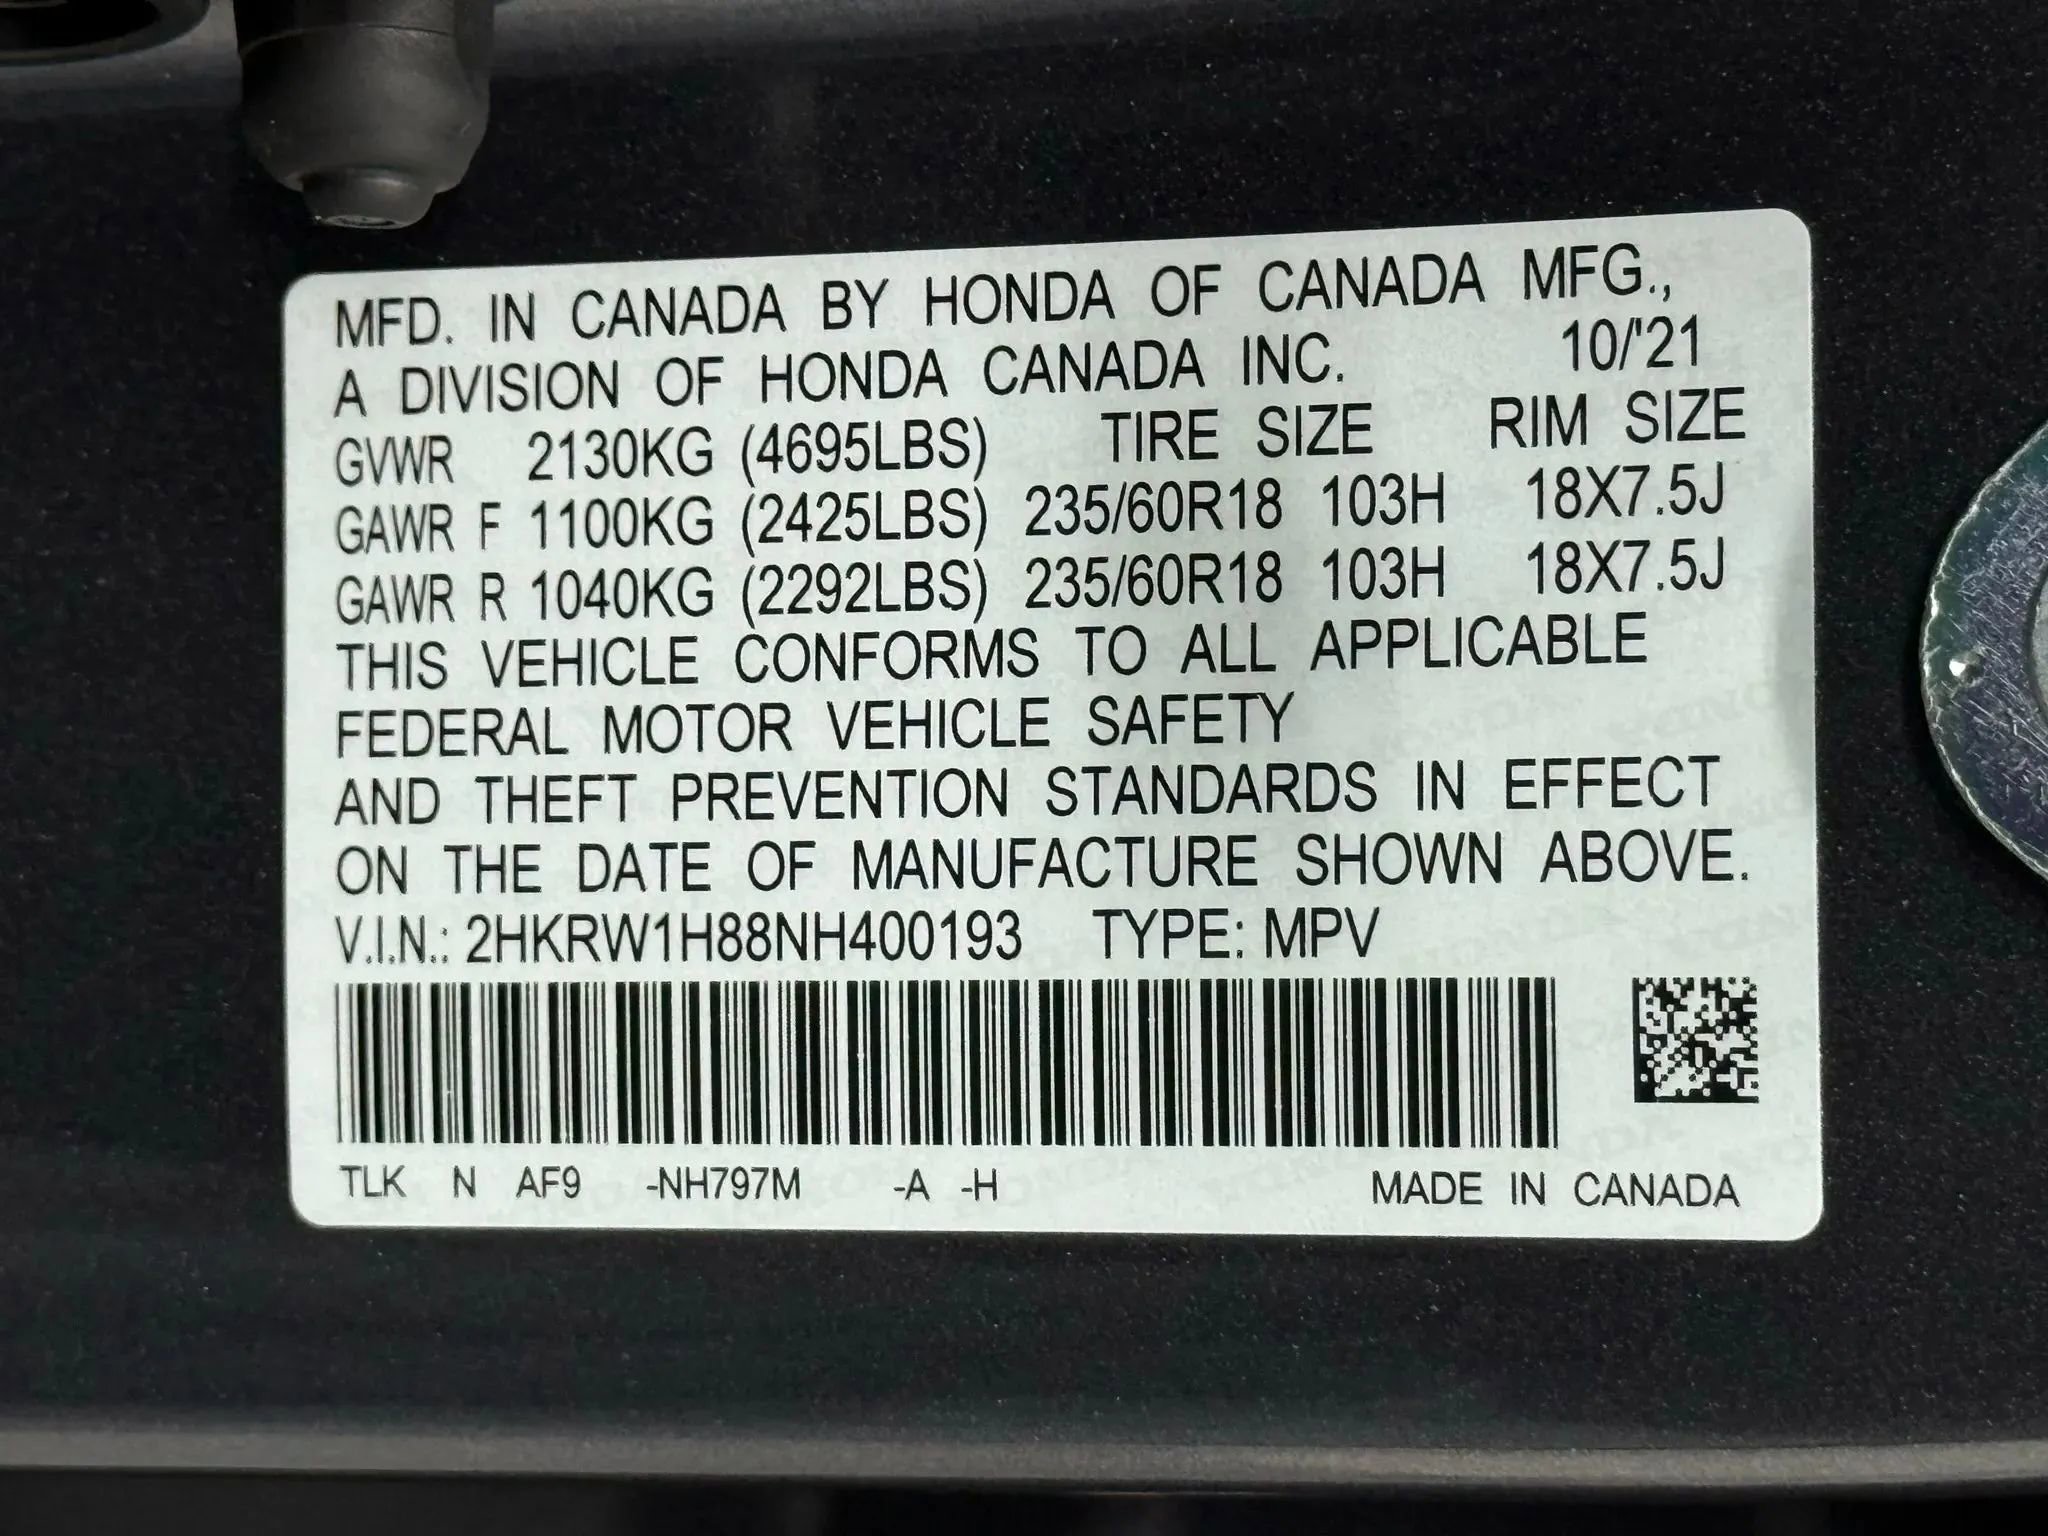 MFD. IN CANADA BY HONDA OF CANADA MFG.,
A DIVISION OF HONDA CANADA INC. 10/'21
GVWR 2130KG (4695LBS) TIRE SIZE RIM SIZE
GAWR F 1100KG (2425LBS) 235/60R18 103H 18X7.5J
GAWR R 1040KG (2292LBS) 235/60R18 103H 18X7.5J
THIS VEHICLE CONFORMS TO ALL APPLICABLE
FEDERAL MOTOR VEHICLE SAFETY
AND THEFT PREVENTION STANDARDS IN EFFECT
ON THE DATE OF MANUFACTURE SHOWN ABOVE.
V.I.N.: 2HKRW1H88NH400193 TYPE: MPV
TLK N AF9 -NH797M -A -H MADE IN CANADA